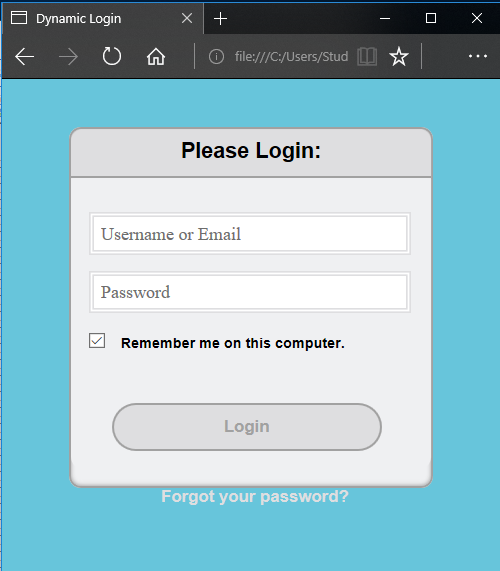 Dynamic Login
file:///C:/Users/Stud
Please Login:
Username or Email
Password
Remember me on this computer.
Login
Forgot your password?